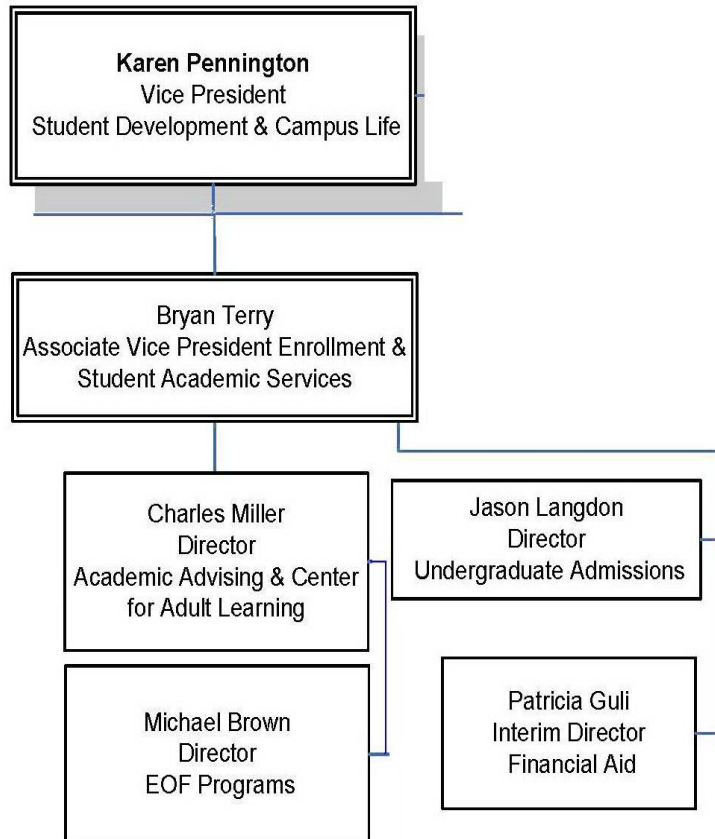 Karen Pennington
Vice President
Student Development & Campus Life
Bryan Terry
Associate Vice President Enrollment &
Student Academic Services
Charles Miller
Director
Academic Advising & Center
for Adult Learning
Jason Langdon
Director
Undergraduate Admissions
Michael Brown
Director
EOF Programs
Patricia Guli
Interim Director
Financial Aid